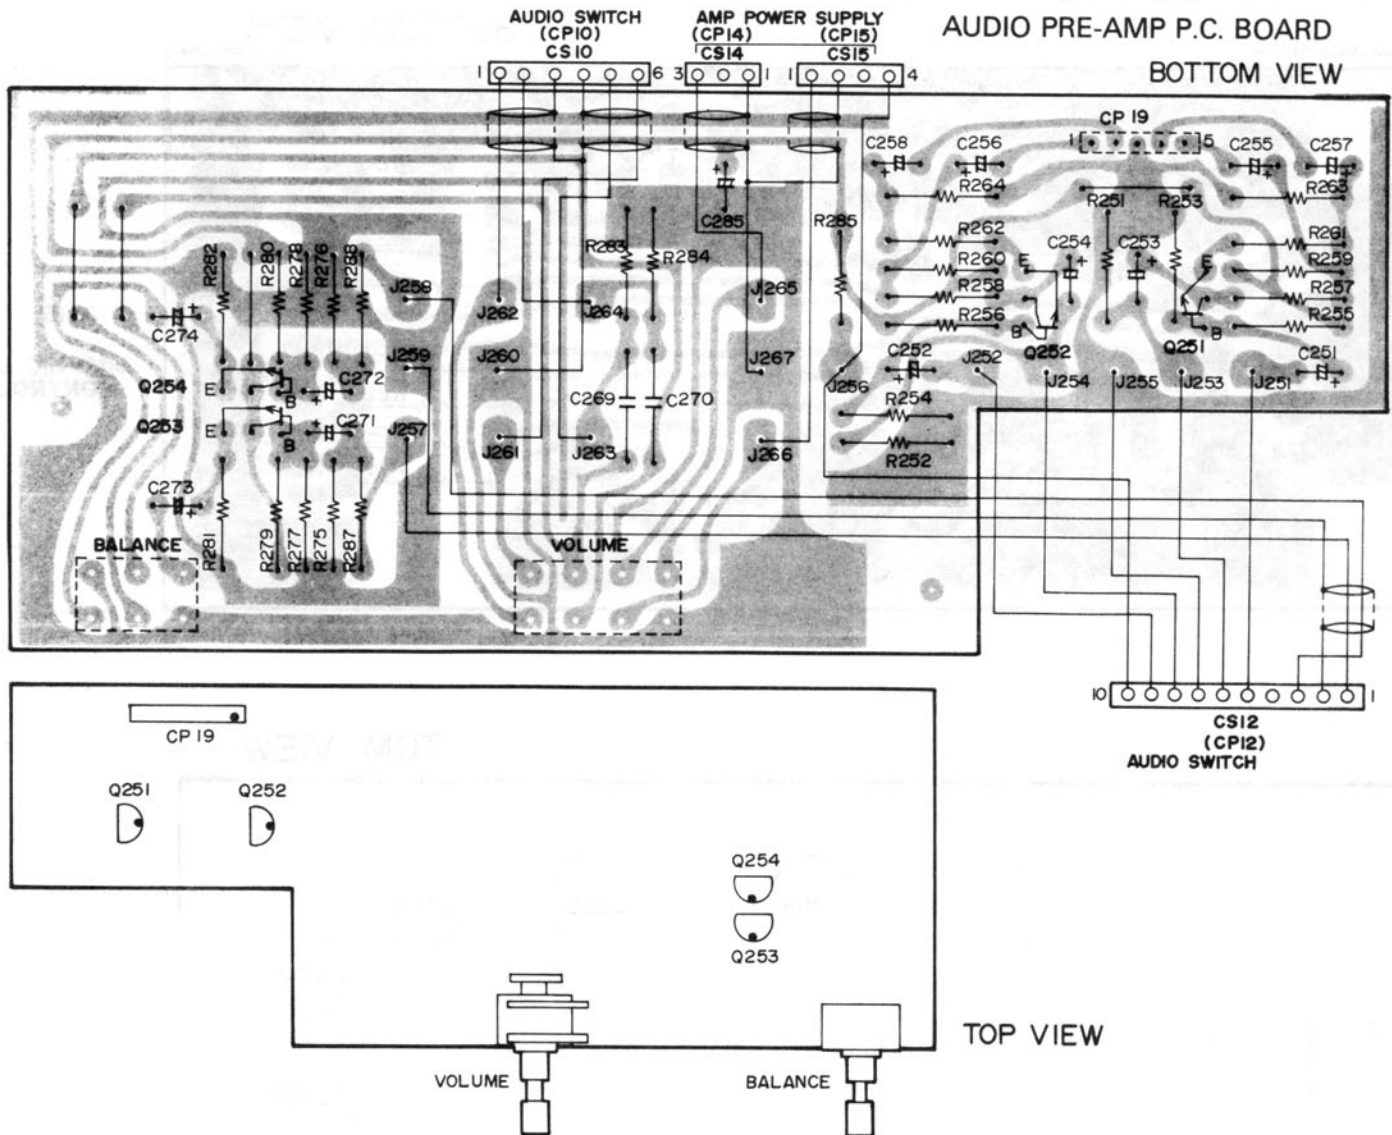 AUDIO PRE-AMP P.C. BOARD
BOTTOM VIEW
AUDIO SWITCH
(CP10)
CS10
AMP POWER SUPPLY
(CP14) (CP15)
CS14 CS15
1 6 3 1 1 4
CP 19
1 5
C258 C256 C255 C257
R264 R263
C285 R285 R251 R253
R282 R280 R278 R276 R288
R283 R284
R262 C254 C253 R261
R260 E E R259
R258 R257
R256 B B R255
Q252 Q251
J258 J262 J264 J265
C274
J259 J260 J267
J256 C252 J252 J254 J255 J253 J251 C251
Q254 E B C272
Q253 E B C271
C269 C270
R254
R252
J257 J261 J263 J266
C273
R281 R279 R277 R275 R287
BALANCE
VOLUME
10 1
CS12
(CP12)
AUDIO SWITCH
CP 19
Q251 Q252
Q254
Q253
TOP VIEW
VOLUME
BALANCE